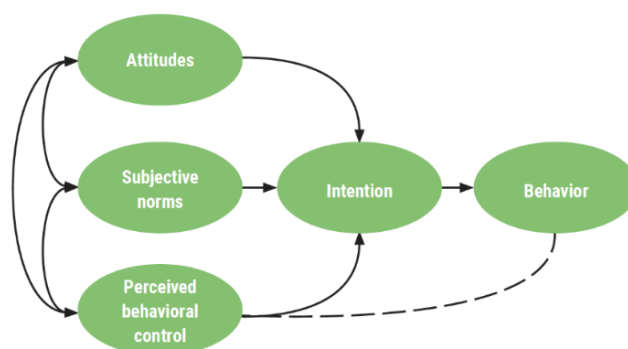 Attitudes
Subjective
norms
Intention
Behavior
Perceived
behavioral
control